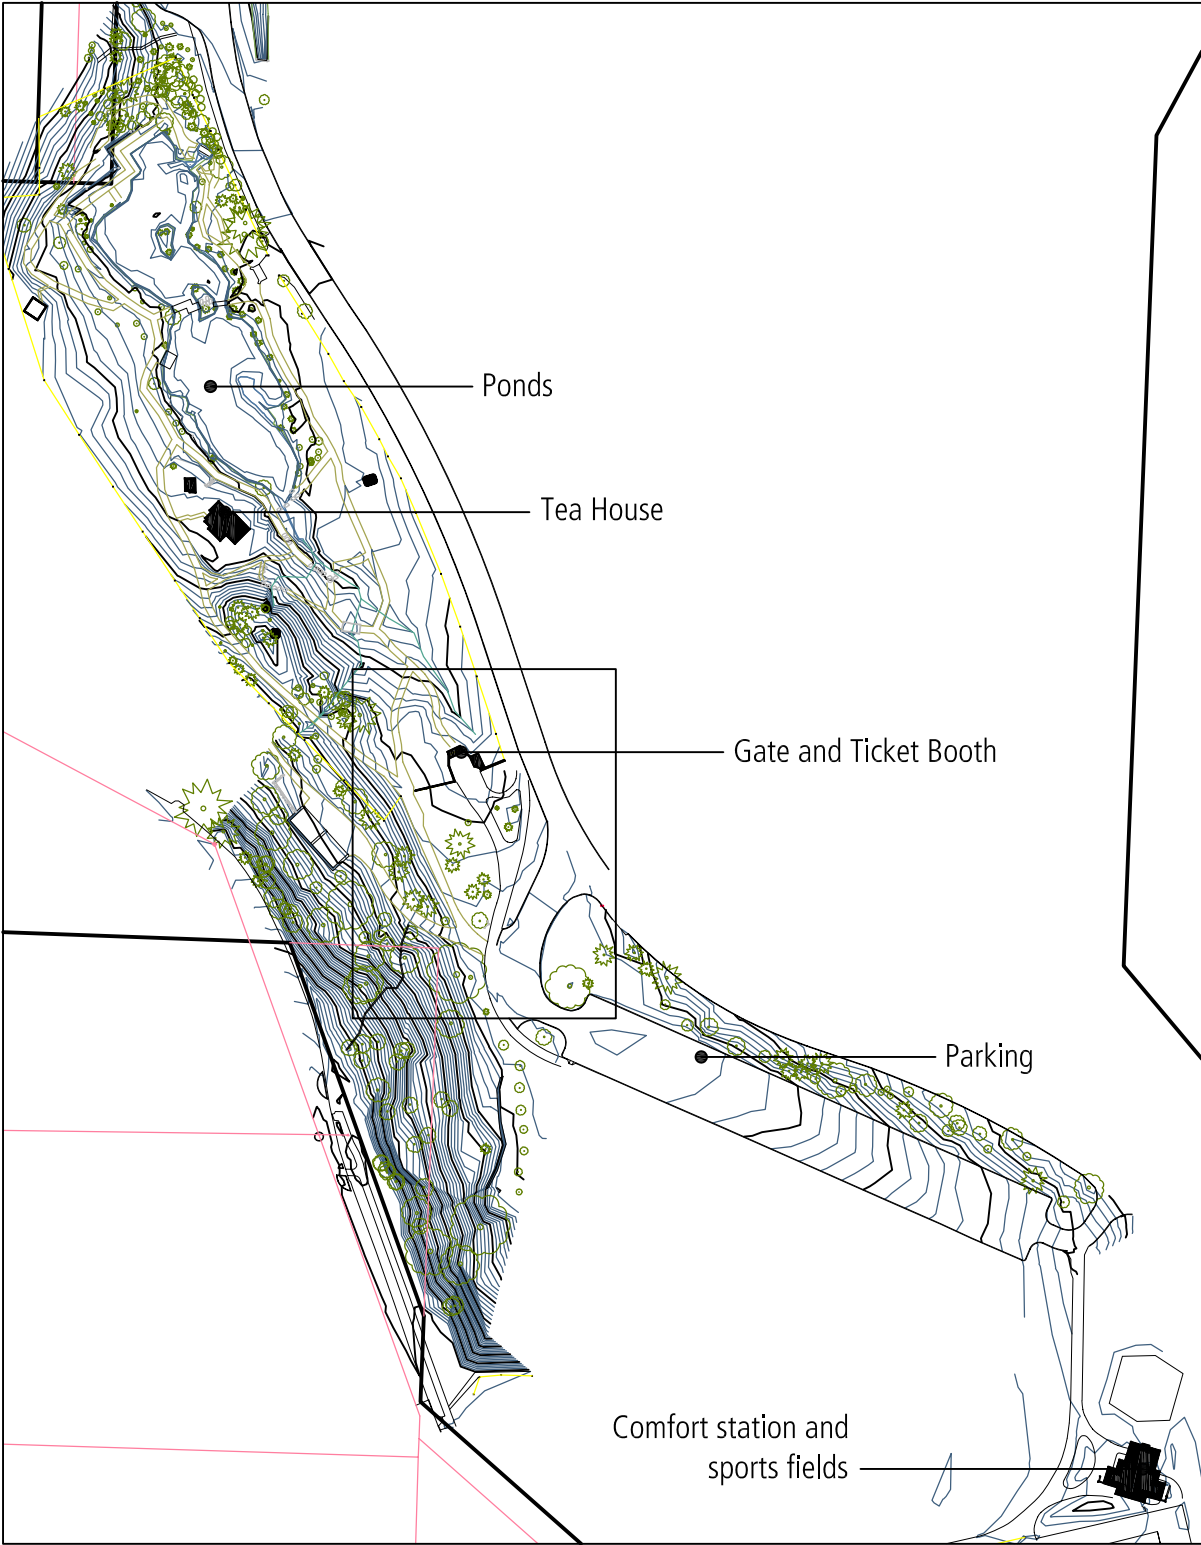 Ponds
Tea House
Gate and Ticket Booth
Parking
Comfort station and
sports fields